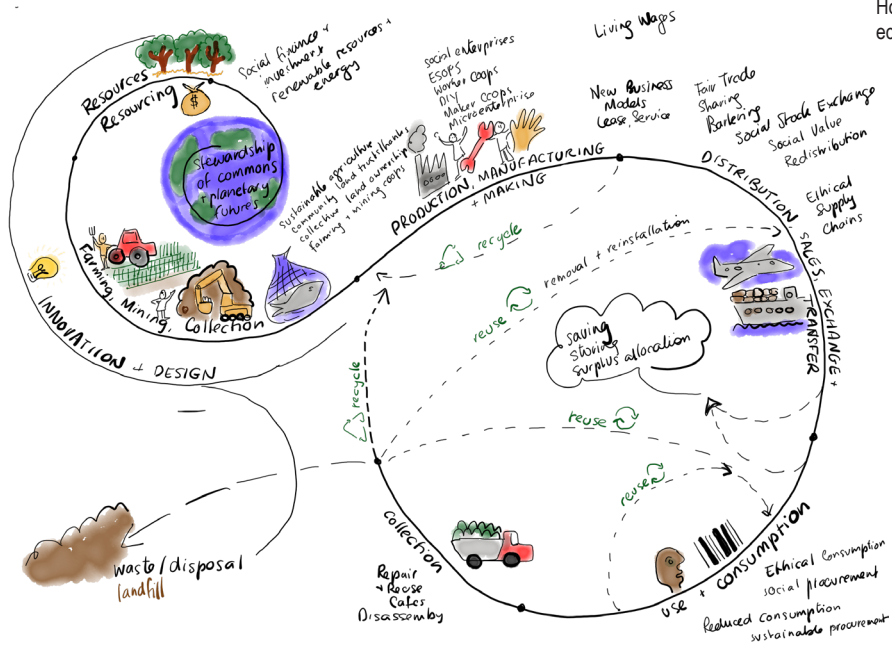 Resources
Resourcing
$
Social finance +
investment
renewable resources +
energy
Stewardship
of commons
+ planetary
futures
Farming, Mining,
Collection
INNOVATION + DESIGN
sustainable agriculture
community land trust
collective land ownership
farming + mining coops
social enterprises
ESOPS
Worker Coops
DIY
Maker Coops
Microenterprise
PRODUCTION, MANUFACTURING
+ MAKING
Living Wages
New Business
Models
Lease, Service
Fair Trade
Sharing
Bartering
Social Stock Exchange
Social Value
Redistribution
DISTRIBUTION
SALES, EXCHANGE +
TRANSFER
Ethical
Supply
Chains
recycle
reuse
removal + reinstallation
saving
storing
surplus allocation
recycle
reuse
reuse
use + consumption
Ethical Consumption
social procurement
Reduced consumption
sustainable procurement
Collection
Repair
+ Reuse
Cafes
Disassemby
waste/disposal
landfill
Ho
ec